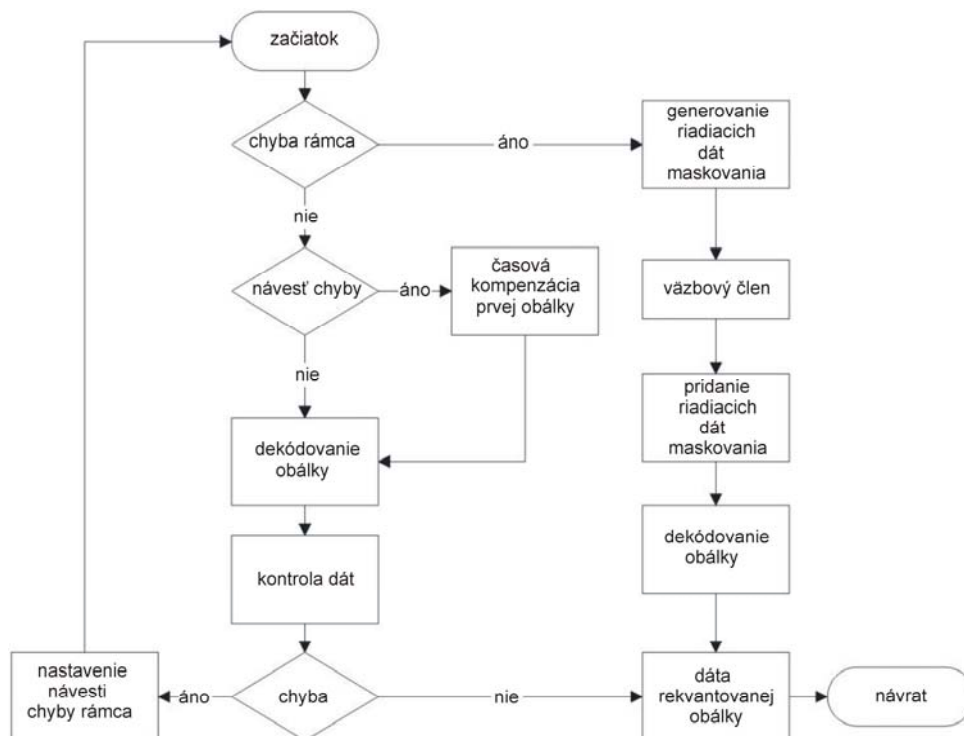 začiatok
chyba rámca
áno
generovanie
riadiacich
dát
maskovania
nie
návesť chyby
áno
časová
kompenzácia
prvej obálky
väzbový člen
nie
pridanie
riadiacich
dát
maskovania
dekódovanie
obálky
dekódovanie
obálky
kontrola dát
nastavenie
návesti
chyby rámca
áno
chyba
nie
dáta
rekvantovanej
obálky
návrat